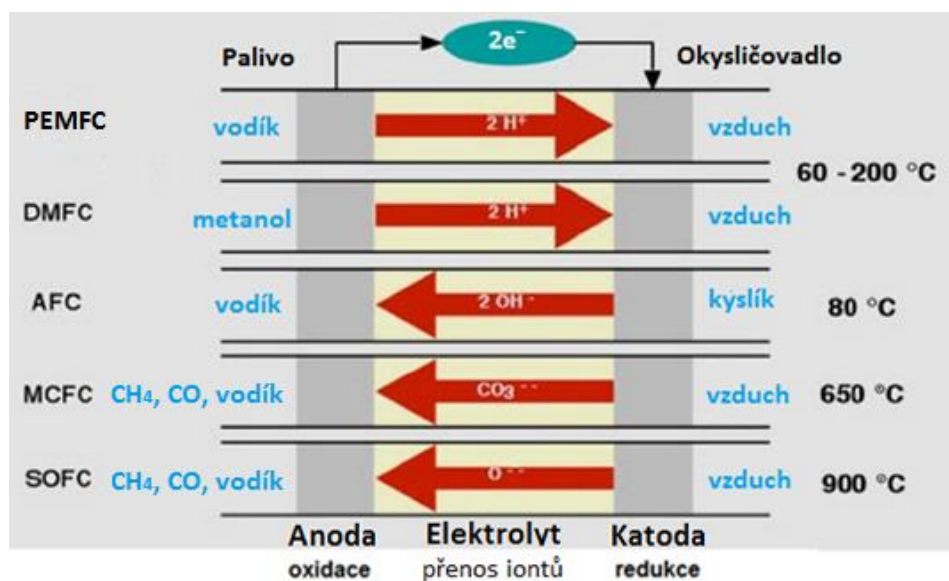 2e⁻
Palivo
Okysličovadlo
PEMFC
vodík
2 H⁺
vzduch
60 - 200 °C
DMFC
metanol
2 H⁺
vzduch
AFC
vodík
2 OH⁻
kyslík
80 °C
MCFC
CH₄, CO, vodík
CO₃⁻⁻
vzduch
650 °C
SOFC
CH₄, CO, vodík
O⁻⁻
vzduch
900 °C
Anoda
Elektrolyt
Katoda
oxidace
přenos iontů
redukce